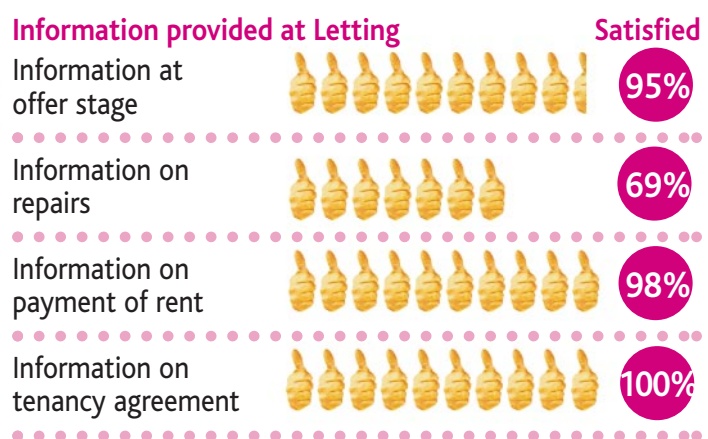 Information provided at Letting Satisfied
Information at
offer stage
95%
Information on
repairs
69%
Information on
payment of rent
98%
Information on
tenancy agreement
100%